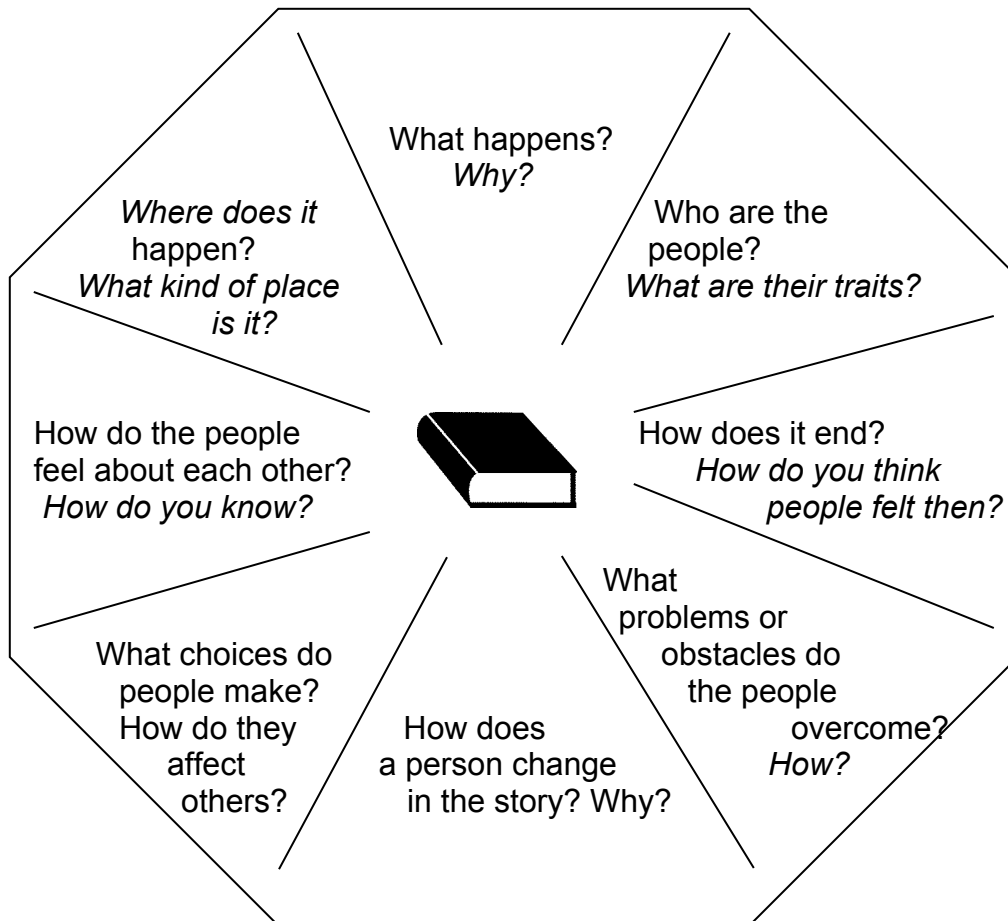 What happens?
Why?
Who are the
people?
What are their traits?
How does it end?
How do you think
people felt then?
What
problems or
obstacles do
the people
overcome?
How?
How does
a person change
in the story? Why?
What choices do
people make?
How do they
affect
others?
How do the people
feel about each other?
How do you know?
Where does it
happen?
What kind of place
is it?